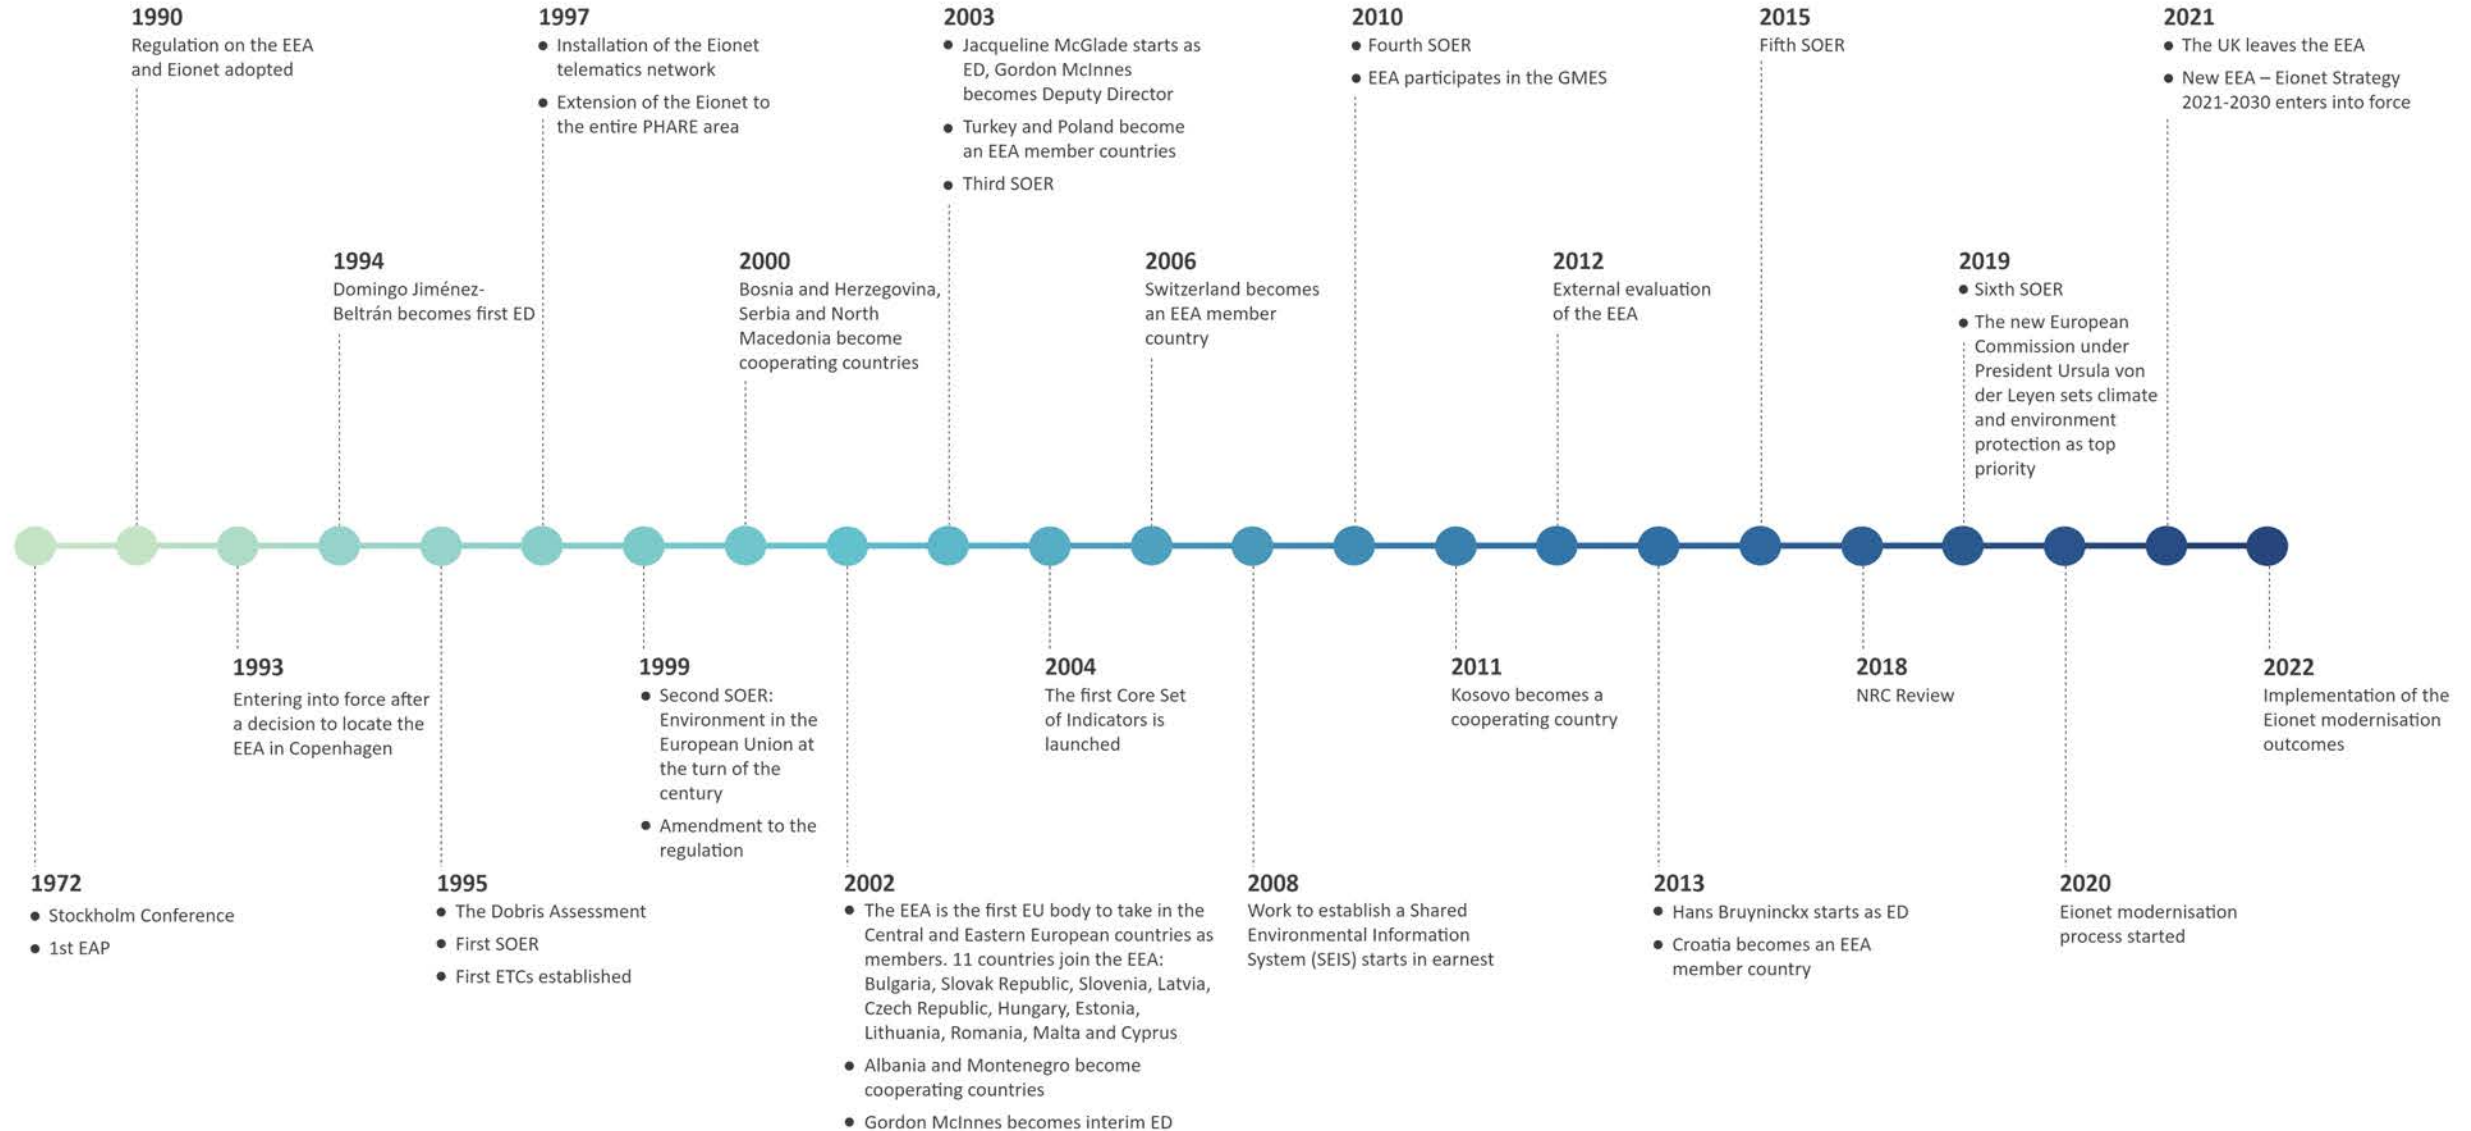 1990
Regulation on the EEA
and Eionet adopted
1997
● Installation of the Eionet
telematics network
● Extension of the Eionet to
the entire PHARE area
2003
● Jacqueline McGlade starts as
ED, Gordon McInnes
becomes Deputy Director
● Turkey and Poland become
an EEA member countries
● Third SOER
2010
● Fourth SOER
● EEA participates in the GMES
2015
Fifth SOER
2021
● The UK leaves the EEA
● New EEA – Eionet Strategy
2021-2030 enters into force
1994
Domingo Jiménez-
Beltrán becomes first ED
2000
Bosnia and Herzegovina,
Serbia and North
Macedonia become
cooperating countries
2006
Switzerland becomes
an EEA member
country
2012
External evaluation
of the EEA
2019
● Sixth SOER
● The new European
Commission under
President Ursula von
der Leyen sets climate
and environment
protection as top
priority
1993
Entering into force after
a decision to locate the
EEA in Copenhagen
1999
● Second SOER:
Environment in the
European Union at
the turn of the
century
● Amendment to the
regulation
2004
The first Core Set
of Indicators is
launched
2011
Kosovo becomes a
cooperating country
2018
NRC Review
2022
Implementation of the
Eionet modernisation
outcomes
1972
● Stockholm Conference
● 1st EAP
1995
● The Dobris Assessment
● First SOER
● First ETCs established
2002
● The EEA is the first EU body to take in the
Central and Eastern European countries as
members. 11 countries join the EEA:
Bulgaria, Slovak Republic, Slovenia, Latvia,
Czech Republic, Hungary, Estonia,
Lithuania, Romania, Malta and Cyprus
● Albania and Montenegro become
cooperating countries
● Gordon McInnes becomes interim ED
2008
Work to establish a Shared
Environmental Information
System (SEIS) starts in earnest
2013
● Hans Bruyninckx starts as ED
● Croatia becomes an EEA
member country
2020
Eionet modernisation
process started